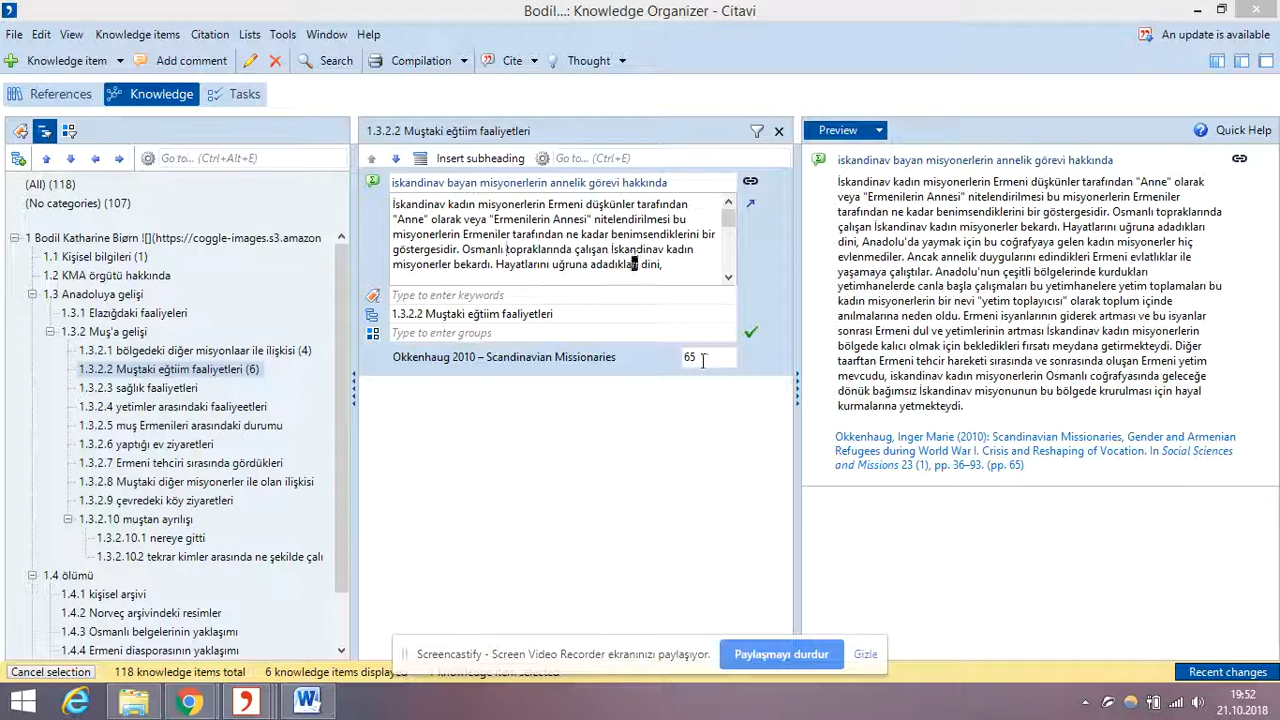 Bodil...: Knowledge Organizer - Citavi
File Edit View Knowledge items Citation Lists Tools Window Help
An update is available
Knowledge item Add comment Search Compilation Cite Thought
References Knowledge Tasks
Go to... (Ctrl+Alt+E)
(All) (118)
(No categories) (107)
1 Bodil Katharine Biørn ![](https://coggle-images.s3.amazon
1.1 Kişisel bilgileri (1)
1.2 KMA örgütü hakkında
1.3 Anadoluya gelişi
1.3.1 Elazığdaki faaliyetleri
1.3.2 Muş'a gelişi
1.3.2.1 bölgedeki diğer misyonlaar ile ilişkisi (4)
1.3.2.2 Muştaki eğtiim faaliyetleri (6)
1.3.2.3 sağlık faaliyetleri
1.3.2.4 yetimler arasındaki faaliyeetleri
1.3.2.5 muş Ermenileri arasındaki durumu
1.3.2.6 yaptığı ev ziyaretleri
1.3.2.7 Ermeni tehciri sırasında gördükleri
1.3.2.8 Muştaki diğer misyonerler ile olan ilişkisi
1.3.2.9 çevredeki köy ziyaretleri
1.3.2.10 muştan ayrılışı
1.3.2.10.1 nereye gitti
1.3.2.10.2 tekrar kimler arasında ne şekilde çalı
1.4 ölümü
1.4.1 kişisel arşivi
1.4.2 Norveç arşivindeki resimler
1.4.3 Osmanlı belgelerinin yaklaşımı
1.4.4 Ermeni diasporasının yaklaşımı
1.3.2.2 Muştaki eğtiim faaliyetleri
Insert subheading Go to... (Ctrl+E)
iskandinav bayan misyonerlerin annelik görevi hakkında
İskandinav kadın misyonerlerin Ermeni düşkünler tarafından
"Anne" olarak veya "Ermenilerin Annesi" nitelendirilmesi bu
misyonerlerin Ermeniler tarafından ne kadar benimsendiklerini bir
göstergesidir. Osmanlı topraklarında çalışan İskandinav kadın
misyonerler bekardı. Hayatlarını uğruna adadıkları dini,
Type to enter keywords
1.3.2.2 Muştaki eğtiim faaliyetleri
Type to enter groups
Okkenhaug 2010 – Scandinavian Missionaries 65
Preview Quick Help
iskandinav bayan misyonerlerin annelik görevi hakkında
İskandinav kadın misyonerlerin Ermeni düşkünler tarafından "Anne" olarak
veya "Ermenilerin Annesi" nitelendirilmesi bu misyonerlerin Ermeniler
tarafından ne kadar benimsendiklerini bir göstergesidir. Osmanlı topraklarında
çalışan İskandinav kadın misyonerler bekardı. Hayatlarını uğruna adadıkları
dini, Anadolu'da yaymak için bu coğrafyaya gelen kadın misyonerler hiç
evlenmediler. Ancak annelik duygularını edindikleri Ermeni evlatlıklar ile
yaşamaya çalıştılar. Anadolu'nun çeşitli bölgelerinde kurdukları
yetimhanelerde canla başla çalışmaları bu yetimhanelere yetim toplamaları bu
kadın misyonerlerin bir nevi "yetim toplayıcısı" olarak toplum içinde
anılmasına neden oldu. Ermeni isyanlarının giderek artması ve bu isyanlar
sonrası Ermeni dul ve yetimlerinin artması İskandinav misyonerlerin
bölgede kalıcı olmak için bekledikleri fırsatı meydana getirmekteydi. Diğer
taarftan Ermeni tehcir hareketi sırasında ve sonrasında oluşan Ermeni yetim
mevcudu, iskandinav kadın misyonerlerin Osmanlı coğrafyasında geleceğe
dönük bağımsız İskandinav misyonunun bu bölgede krurulması için hayal
kurmalarına yetmekteydi.
Okkenhaug, Inger Marie (2010): Scandinavian Missionaries, Gender and Armenian
Refugees during World War I. Crisis and Reshaping of Vocation. In Social Sciences
and Missions 23 (1), pp. 36–93. (pp. 65)
Screencastify - Screen Video Recorder ekranınızı paylaşıyor. Paylaşmayı durdur Gizle
Cancel selection 118 knowledge items total 6 knowledge items displayed 1 knowledge item selected Recent changes
19:52
21.10.2018